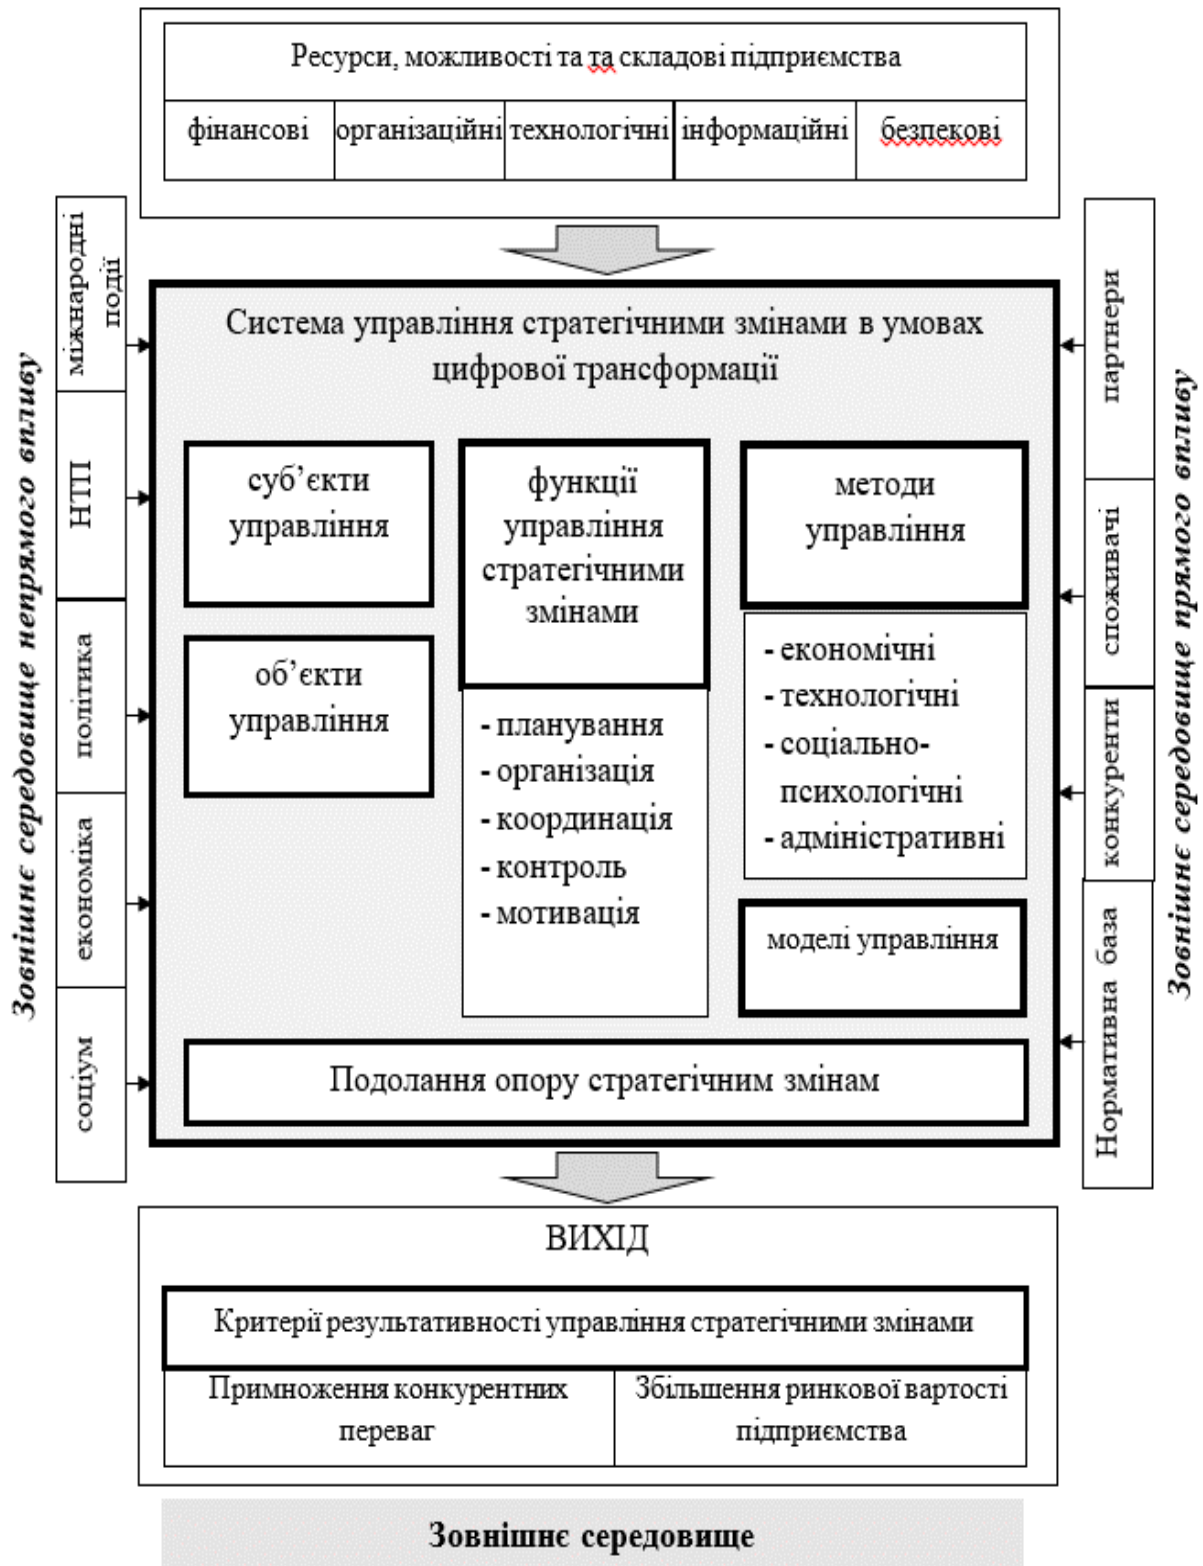 Ресурси, можливості та та складові підприємства
фінансові
організаційні
технологічні
інформаційні
безпекові
Зовнішнє середовище непрямого впливу
міжнародні
події
НТП
політика
економіка
соціум
Система управління стратегічними змінами в умовах
цифрової трансформації
суб’єкти
управління
об’єкти
управління
функції
управління
стратегічними
змінами
- планування
- організація
- координація
- контроль
- мотивація
методи
управління
- економічні
- технологічні
- соціально-
психологічні
- адміністративні
моделі управління
Подолання опору стратегічним змінам
партнери
споживачі
конкуренти
Нормативна база
Зовнішнє середовище прямого впливу
ВИХІД
Критерії результативності управління стратегічними змінами
Примноження конкурентних
переваг
Збільшення ринкової вартості
підприємства
Зовнішнє середовище